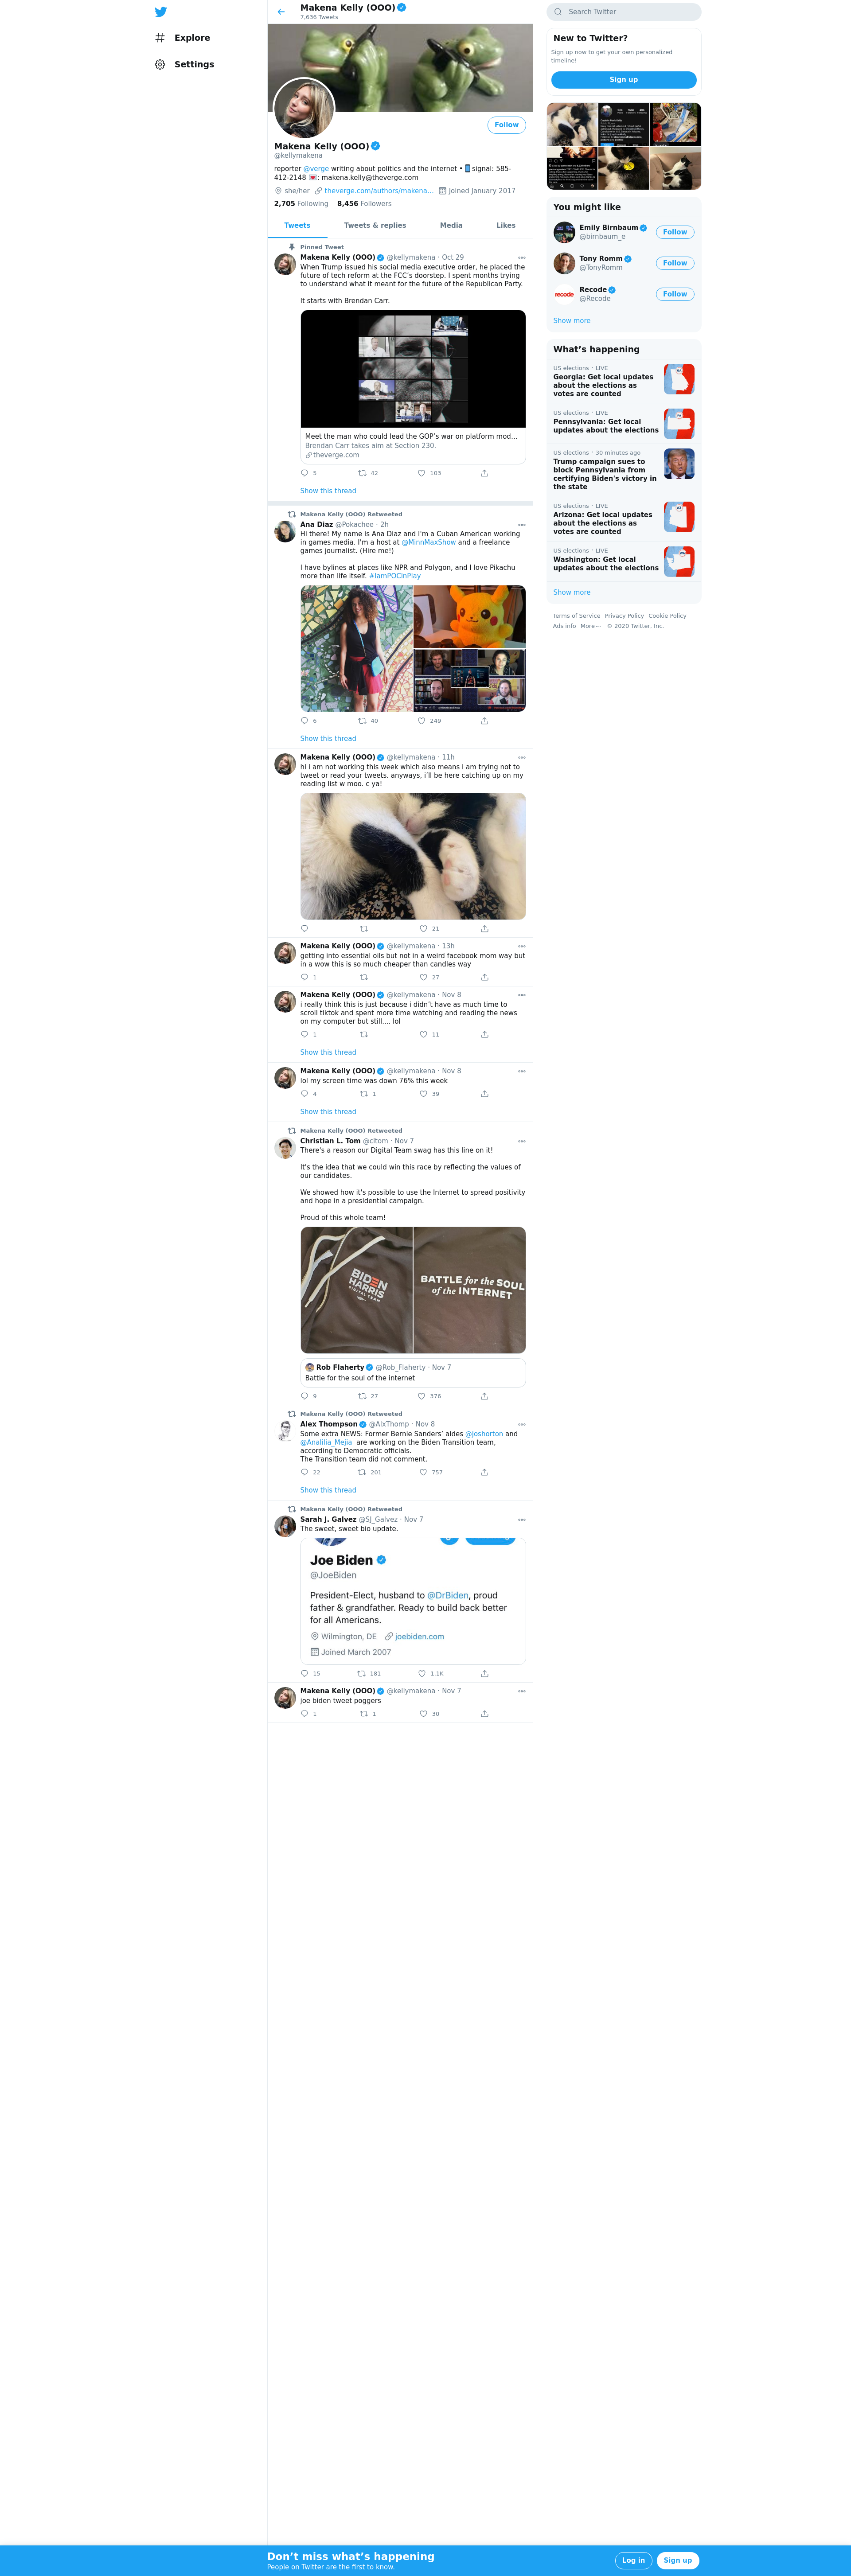 Explore
Settings
Makena Kelly (OOO)
7,636 Tweets
Follow
Makena Kelly (OOO)
@kellymakena
reporter @verge writing about politics and the internet • 📱 signal: 585-
412-2148 💌: makena.kelly@theverge.com
she/her theverge.com/authors/makena… Joined January 2017
2,705 Following 8,456 Followers
Tweets Tweets & replies Media Likes
Pinned Tweet
Makena Kelly (OOO) @kellymakena · Oct 29
When Trump issued his social media executive order, he placed the
future of tech reform at the FCC’s doorstep. I spent months trying
to understand what it meant for the future of the Republican Party.
It starts with Brendan Carr.
Meet the man who could lead the GOP’s war on platform mod…
Brendan Carr takes aim at Section 230.
theverge.com
5 42 103
Show this thread
Makena Kelly (OOO) Retweeted
Ana Diaz @Pokachee · 2h
Hi there! My name is Ana Diaz and I'm a Cuban American working
in games media. I'm a host at @MinnMaxShow and a freelance
games journalist. (Hire me!)
I have bylines at places like NPR and Polygon, and I love Pikachu
more than life itself. #IamPOCinPlay
6 40 249
Show this thread
Makena Kelly (OOO) @kellymakena · 11h
hi i am not working this week which also means i am trying not to
tweet or read your tweets. anyways, i’ll be here catching up on my
reading list w moo. c ya!
21
Makena Kelly (OOO) @kellymakena · 13h
getting into essential oils but not in a weird facebook mom way but
in a wow this is so much cheaper than candles way
1 27
Makena Kelly (OOO) @kellymakena · Nov 8
i really think this is just because i didn’t have as much time to
scroll tiktok and spent more time watching and reading the news
on my computer but still.... lol
1 11
Show this thread
Makena Kelly (OOO) @kellymakena · Nov 8
lol my screen time was down 76% this week
4 1 39
Show this thread
Makena Kelly (OOO) Retweeted
Christian L. Tom @cltom · Nov 7
There's a reason our Digital Team swag has this line on it!
It's the idea that we could win this race by reflecting the values of
our candidates.
We showed how it's possible to use the Internet to spread positivity
and hope in a presidential campaign.
Proud of this whole team!
BIDEN
HARRIS
DIGITAL TEAM
BATTLE for the SOUL
of the INTERNET
Rob Flaherty @Rob_Flaherty · Nov 7
Battle for the soul of the internet
9 27 376
Makena Kelly (OOO) Retweeted
Alex Thompson @AlxThomp · Nov 8
Some extra NEWS: Former Bernie Sanders’ aides @joshorton and
@Analilia_Mejia are working on the Biden Transition team,
according to Democratic officials.
The Transition team did not comment.
22 201 757
Show this thread
Makena Kelly (OOO) Retweeted
Sarah J. Galvez @SJ_Galvez · Nov 7
The sweet, sweet bio update.
Joe Biden
@JoeBiden
President-Elect, husband to @DrBiden, proud
father & grandfather. Ready to build back better
for all Americans.
Wilmington, DE joebiden.com
Joined March 2007
15 181 1.1K
Makena Kelly (OOO) @kellymakena · Nov 7
joe biden tweet poggers
1 1 30
Search Twitter
New to Twitter?
Sign up now to get your own personalized
timeline!
Sign up
You might like
Emily Birnbaum
@birnbaum_e
Follow
Tony Romm
@TonyRomm
Follow
recode
Recode
@Recode
Follow
Show more
What’s happening
US elections · LIVE
Georgia: Get local updates
about the elections as
votes are counted
US elections · LIVE
Pennsylvania: Get local
updates about the elections
US elections · 30 minutes ago
Trump campaign sues to
block Pennsylvania from
certifying Biden's victory in
the state
US elections · LIVE
Arizona: Get local updates
about the elections as
votes are counted
US elections · LIVE
Washington: Get local
updates about the elections
Show more
Terms of Service Privacy Policy Cookie Policy
Ads info More ••• © 2020 Twitter, Inc.
Don’t miss what’s happening
People on Twitter are the first to know.
Log in Sign up